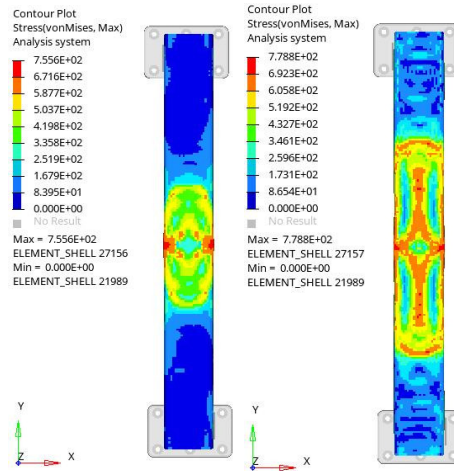 Contour Plot
Stress(vonMises, Max)
Analysis system
7.556E+02
6.716E+02
5.877E+02
5.037E+02
4.198E+02
3.358E+02
2.519E+02
1.679E+02
8.395E+01
0.000E+00
No Result
Max = 7.556E+02
ELEMENT_SHELL 27156
Min = 0.000E+00
ELEMENT_SHELL 21989
Y
Z
X
Contour Plot
Stress(vonMises, Max)
Analysis system
7.788E+02
6.923E+02
6.058E+02
5.192E+02
4.327E+02
3.461E+02
2.596E+02
1.731E+02
8.654E+01
0.000E+00
No Result
Max = 7.788E+02
ELEMENT_SHELL 27157
Min = 0.000E+00
ELEMENT_SHELL 21989
Y
Z
X